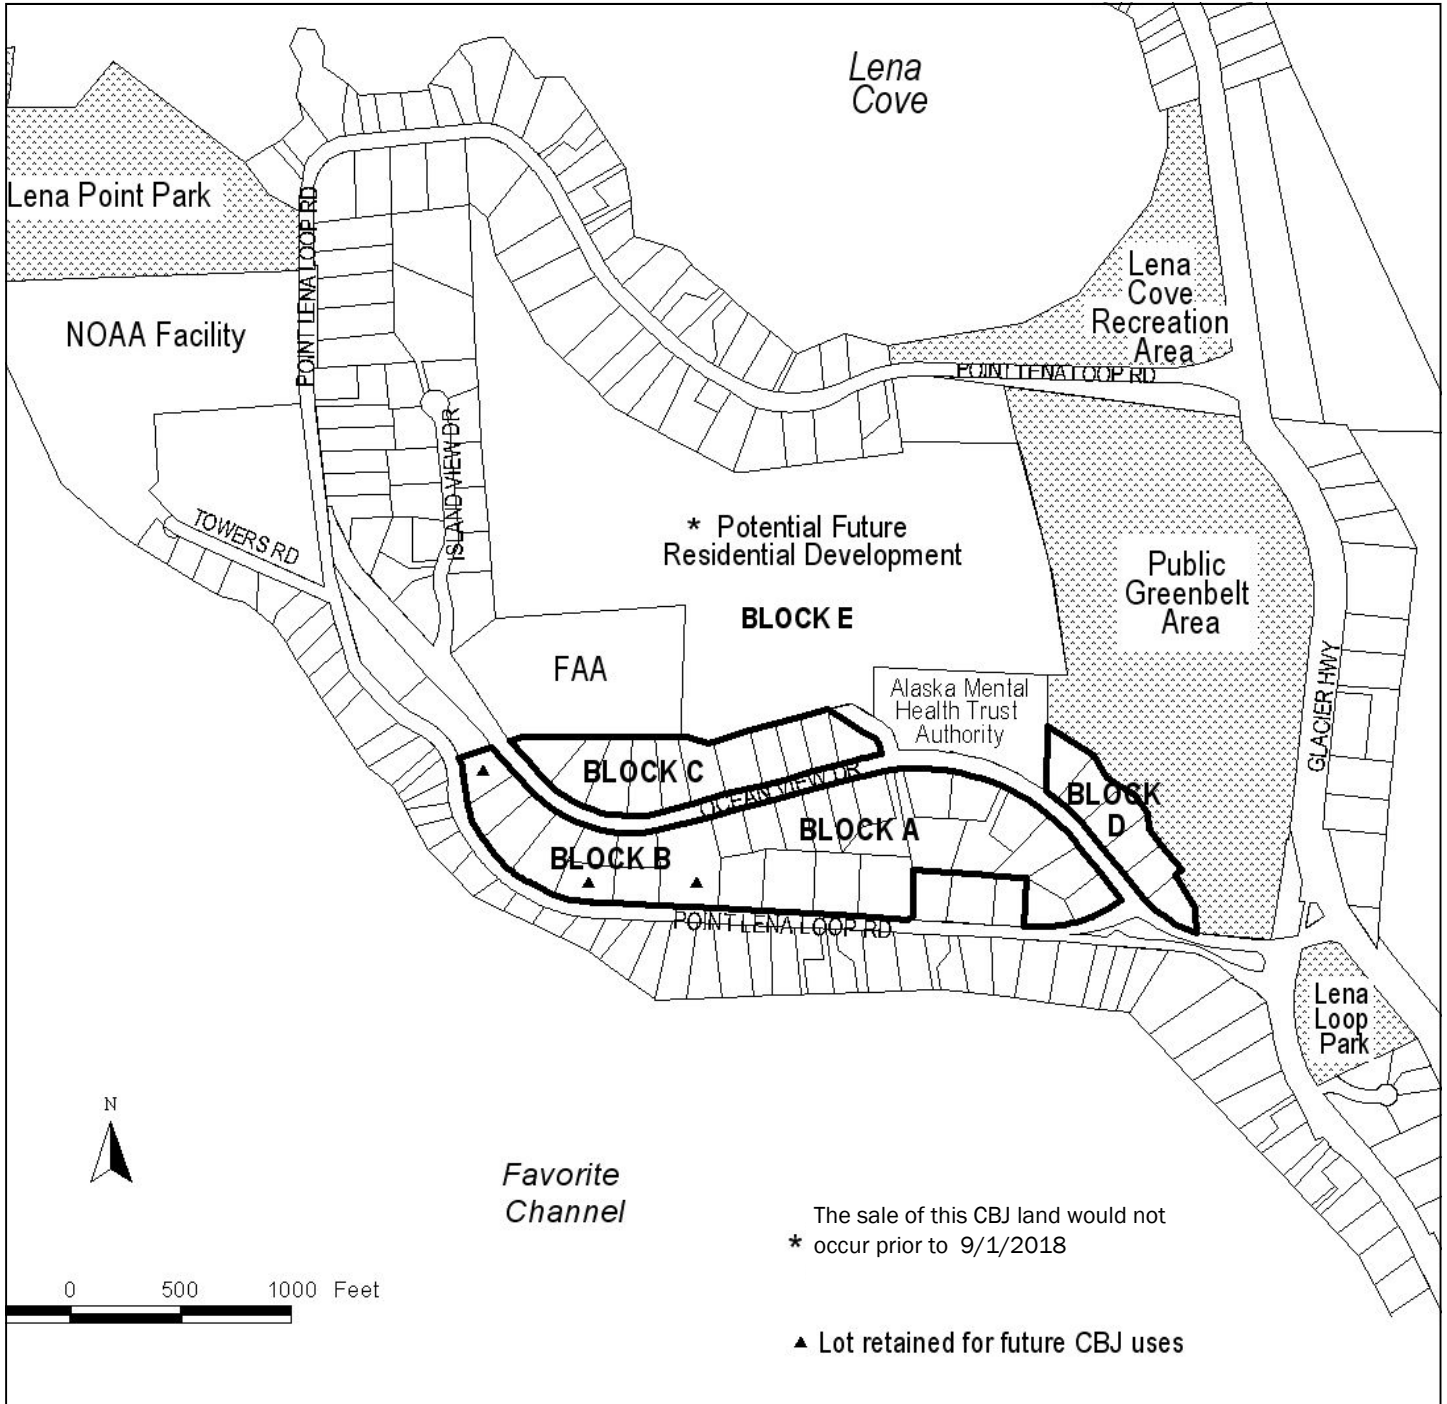 Lena
Cove
Lena Point Park
POINT LENA LOOP RD
Lena
Cove
Recreation
Area
NOAA Facility
POINT LENA LOOP RD
ISLAND VIEW DR
TOWERS RD
* Potential Future
Residential Development
BLOCK E
Public
Greenbelt
Area
FAA
Alaska Mental
Health Trust
Authority
GLACIER HWY
BLOCK C
OCEAN VIEW DR
BLOCK
D
BLOCK A
BLOCK B
POINT LENA LOOP RD
Lena
Loop
Park
N
Favorite
Channel
The sale of this CBJ land would not
* occur prior to 9/1/2018
0 500 1000 Feet
▲ Lot retained for future CBJ uses